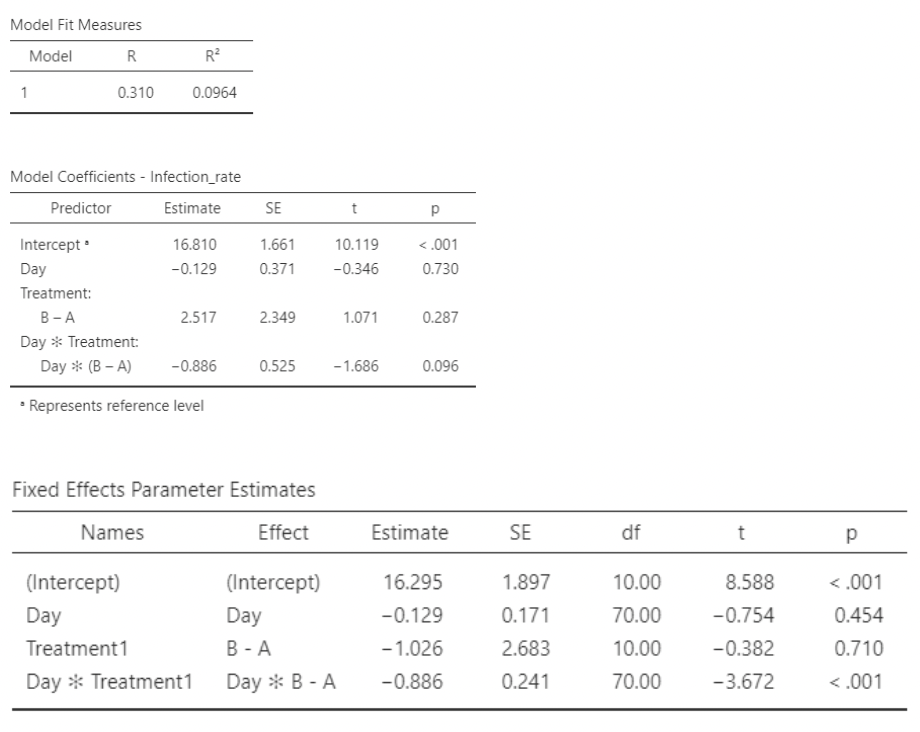 Model Fit Measures
Model R R²
1 0.310 0.0964
Model Coefficients - Infection_rate
Predictor Estimate SE t p
Intercept ᵃ 16.810 1.661 10.119 < .001
Day −0.129 0.371 −0.346 0.730
Treatment:
B – A 2.517 2.349 1.071 0.287
Day ✻ Treatment:
Day ✻ (B – A) −0.886 0.525 −1.686 0.096
ᵃ Represents reference level
Fixed Effects Parameter Estimates
Names Effect Estimate SE df t p
(Intercept) (Intercept) 16.295 1.897 10.00 8.588 < .001
Day Day −0.129 0.171 70.00 −0.754 0.454
Treatment1 B - A −1.026 2.683 10.00 −0.382 0.710
Day ✻ Treatment1 Day ✻ B - A −0.886 0.241 70.00 −3.672 < .001